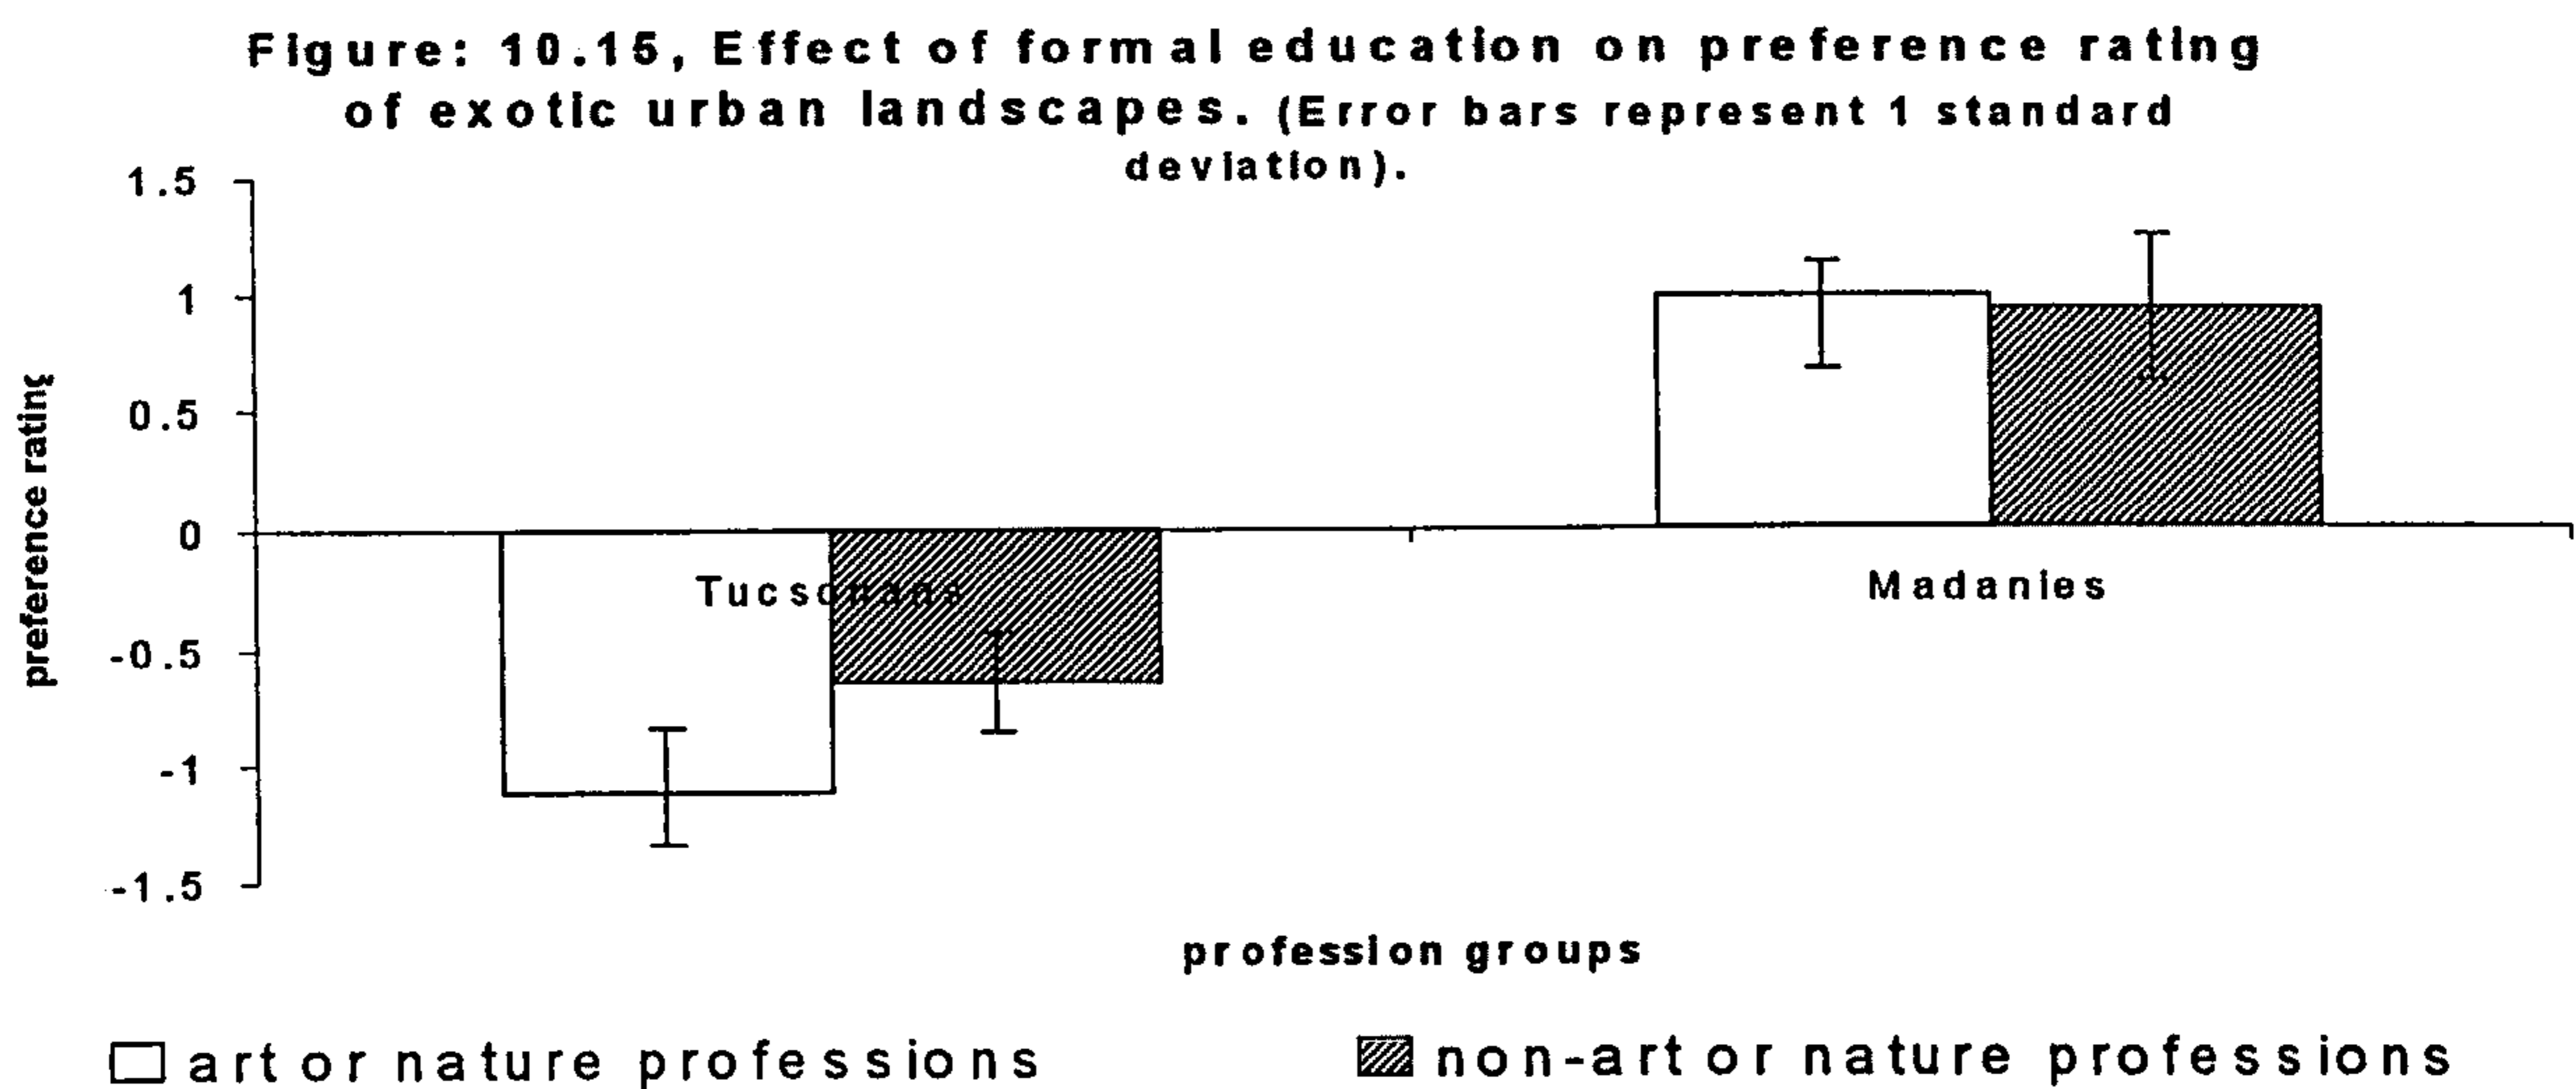 Figure: 10.15, Effect of formal education on preference rating
of exotic urban landscapes. (Error bars represent 1 standard
deviation).
1.5
1
0.5
0
-0.5
-1
-1.5
preference rating
Tucsonans
Madanies
profession groups
art or nature professions
non-art or nature professions